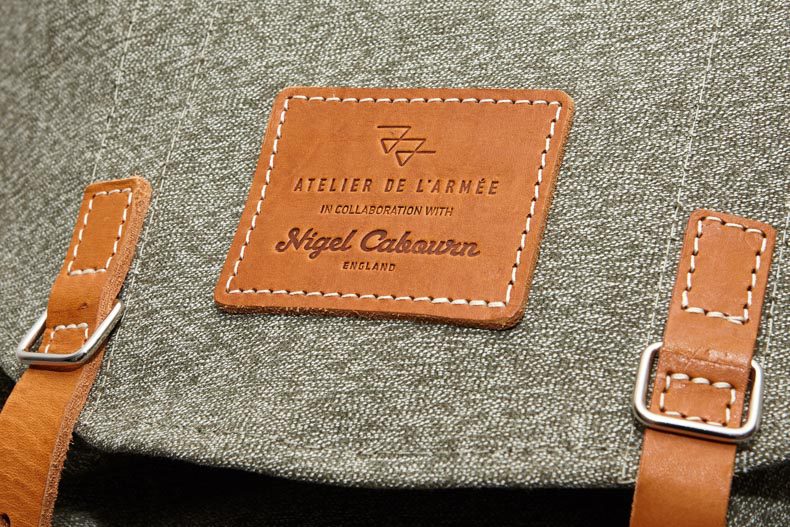 ATELIER DE L'ARMÉE
IN COLLABORATION WITH
Nigel Cabourn
ENGLAND